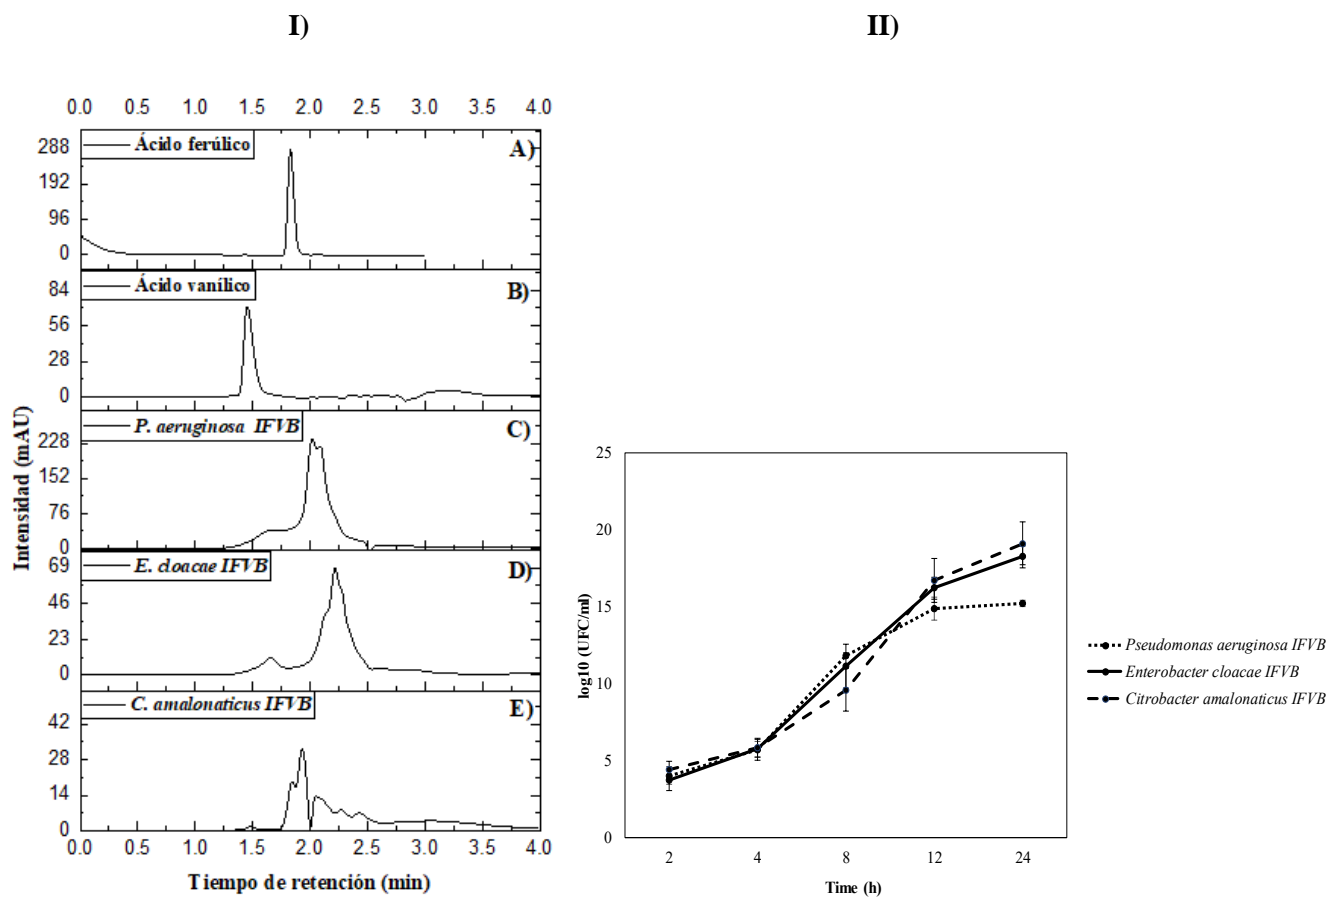 I)
II)
0.0 0.5 1.0 1.5 2.0 2.5 3.0 3.5 4.0
Ácido ferúlico
A)
288
192
96
0
Ácido vanílico
B)
84
56
28
0
P. aeruginosa IFVB
C)
228
152
76
0
E. cloacae IFVB
D)
69
46
23
0
C. amalonaticus IFVB
E)
42
28
14
0
0.0 0.5 1.0 1.5 2.0 2.5 3.0 3.5 4.0
Tiempo de retención (min)
Intensidad (mAU)
25
20
15
10
5
0
2 4 8 12 24
Time (h)
log10 (UFC/ml)
Pseudomonas aeruginosa IFVB
Enterobacter cloacae IFVB
Citrobacter amalonaticus IFVB